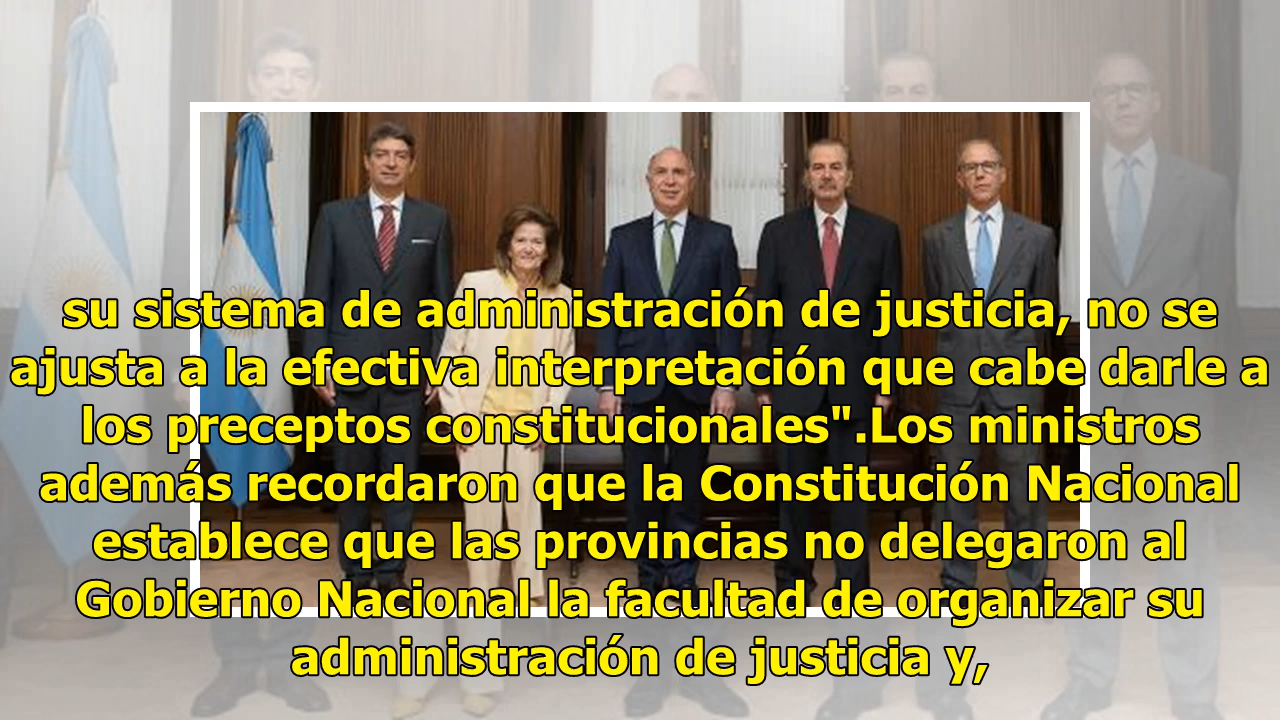 su sistema de administración de justicia, no se
ajusta a la efectiva interpretación que cabe darle a
los preceptos constitucionales".Los ministros
además recordaron que la Constitución Nacional
establece que las provincias no delegaron al
Gobierno Nacional la facultad de organizar su
administración de justicia y,